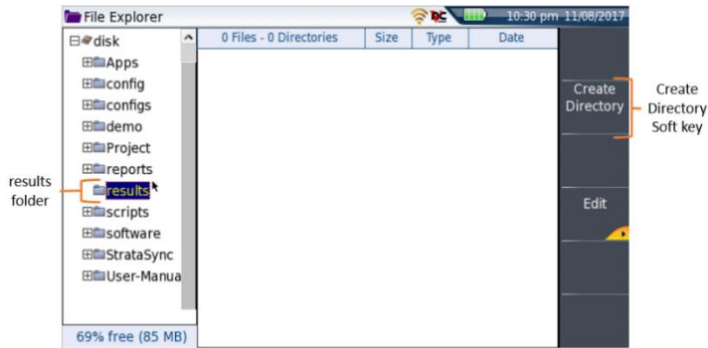 File Explorer
10:30 pm 11/08/2017
disk
0 Files - 0 Directories Size Type Date
Apps
config
configs
demo
Project
reports
results
scripts
software
StrataSync
User-Manua
69% free (85 MB)
Create
Directory
Edit
results
folder
Create
Directory
Soft key